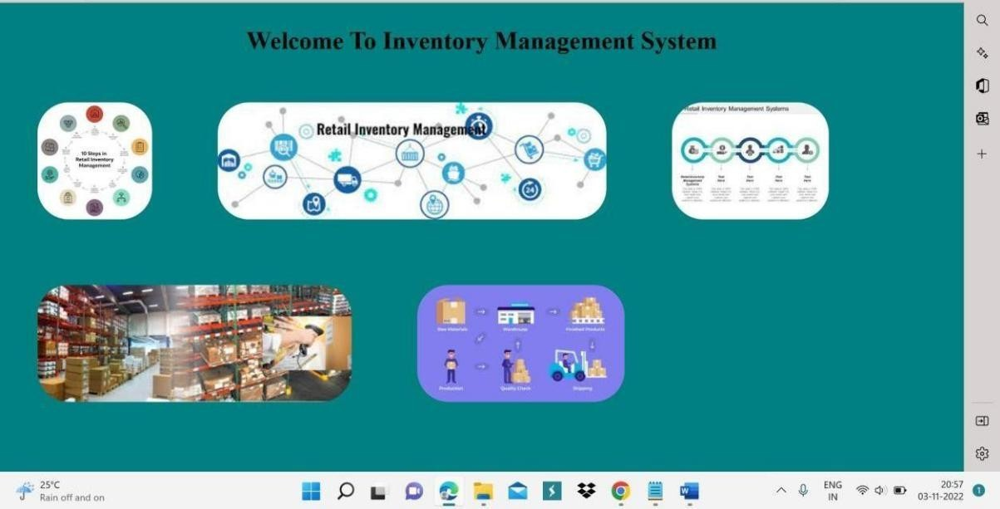 Welcome To Inventory Management System
10 Steps in
Retail Inventory
Management
Retail Inventory Management
Retail Inventory Management Systems
Retail Inventory
Management
Systems
Text
Here
Text
Here
Text
Here
Text
Here
24
Raw Materials
Warehouse
Finished Products
Production
Quality Check
Shipping
25°C
Rain off and on
ENG
IN
20:57
03-11-2022
1